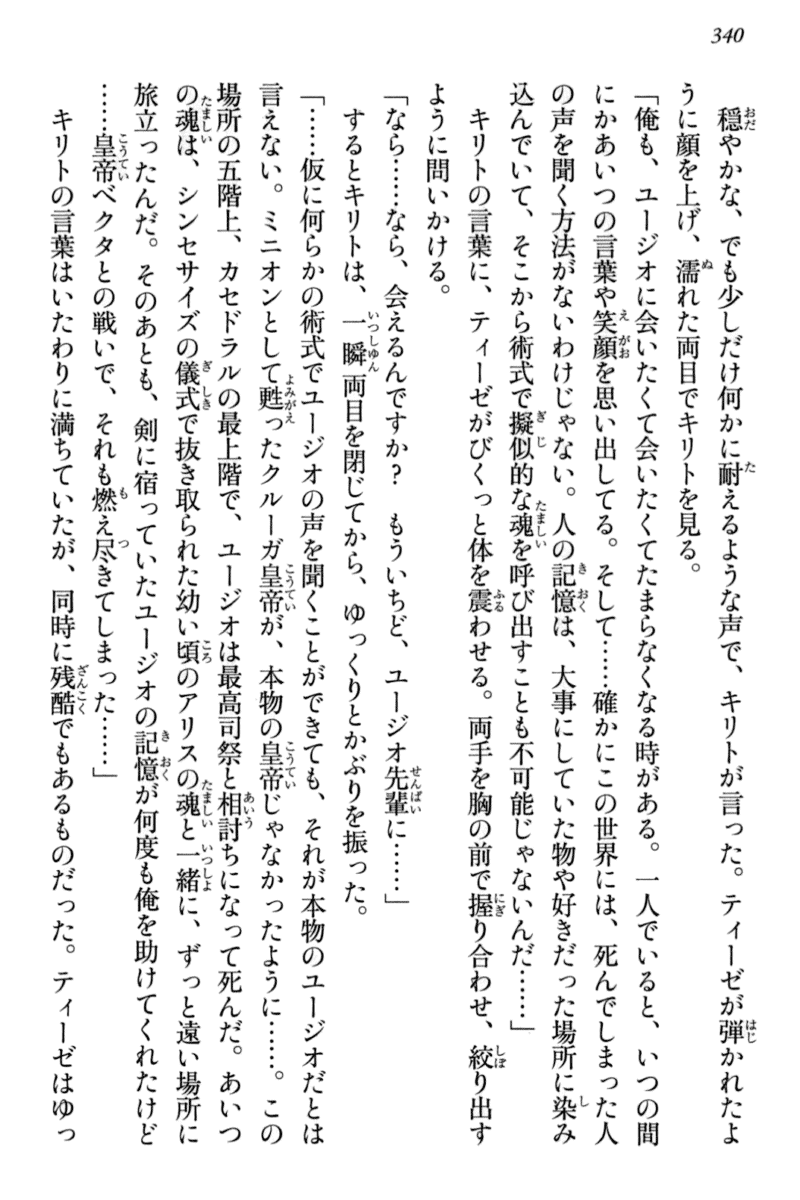 340
穏やかな、でも少しだけ何かに耐えるような声で、キリトが言った。ティーゼが弾かれたよ
うに顔を上げ、濡れた両目でキリトを見る。
「俺も、ユージオに会いたくて会いたくてたまらなくなる時がある。一人でいると、いつの間
にかあいつの言葉や笑顔を思い出してる。そして……確かにこの世界には、死んでしまった人
の声を聞く方法がないわけじゃない。人の記憶は、大事にしていた物や好きだった場所に染み
込んでいて、そこから術式で擬似的な魂を呼び出すことも不可能じゃないんだ……」
キリトの言葉に、ティーゼがびくっと体を震わせる。両手を胸の前で握り合わせ、絞り出す
ように問いかける。
「なら……なら、会えるんですか？　もういちど、ユージオ先輩に……」
するとキリトは、一瞬両目を閉じてから、ゆっくりとかぶりを振った。
「……仮に何らかの術式でユージオの声を聞くことができても、それが本物のユージオだとは
言えない。ミニオンとして甦ったクルーガ皇帝が、本物の皇帝じゃなかったように……。この
場所の五階上、カセドラルの最上階で、ユージオは最高司祭と相討ちになって死んだ。あいつ
の魂は、シンセサイズの儀式で抜き取られた幼い頃のアリスの魂と一緒に、ずっと遠い場所に
旅立ったんだ。そのあとも、剣に宿っていたユージオの記憶が何度も俺を助けてくれたけど
……皇帝ベクタとの戦いで、それも燃え尽きてしまった……」
キリトの言葉はいたわりに満ちていたが、同時に残酷でもあるものだった。ティーゼはゆっ